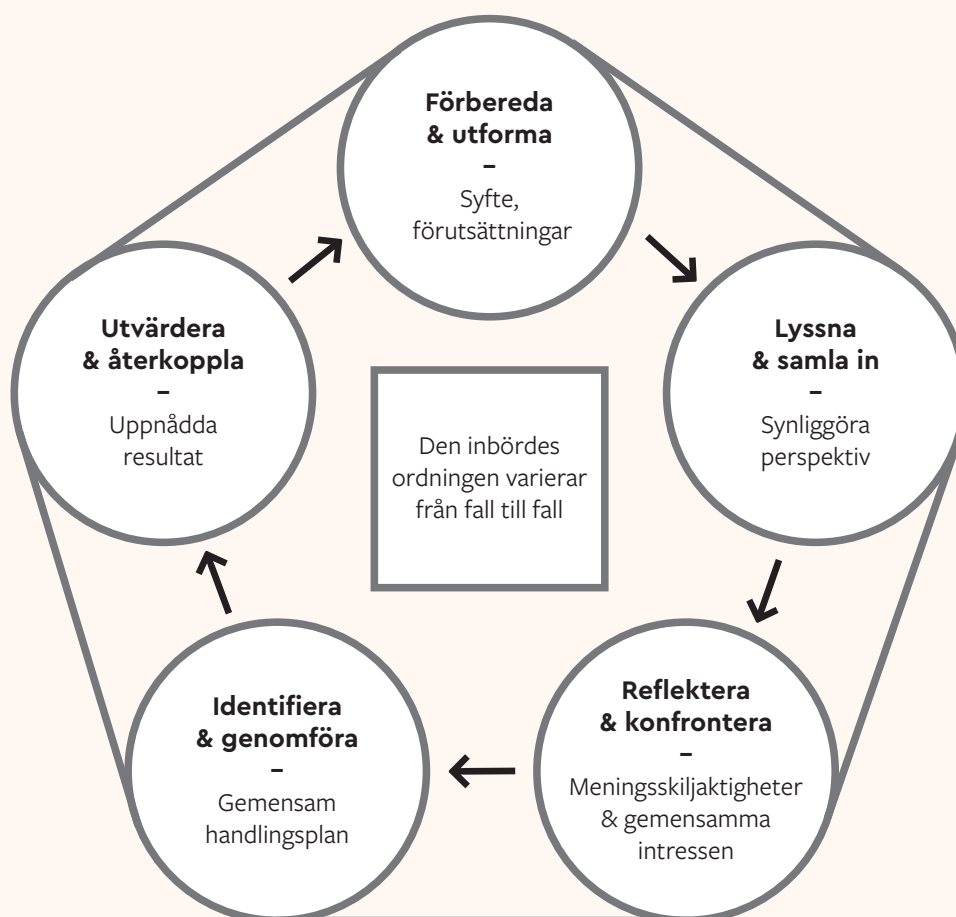 Förbereda
& utforma
–
Syfte,
förutsättningar
Lyssna
& samla in
–
Synliggöra
perspektiv
Reflektera
& konfrontera
–
Meningsskiljaktigheter
& gemensamma
intressen
Identifiera
& genomföra
–
Gemensam
handlingsplan
Utvärdera
& återkoppla
–
Uppnådda
resultat
Den inbördes
ordningen varierar
från fall till fall